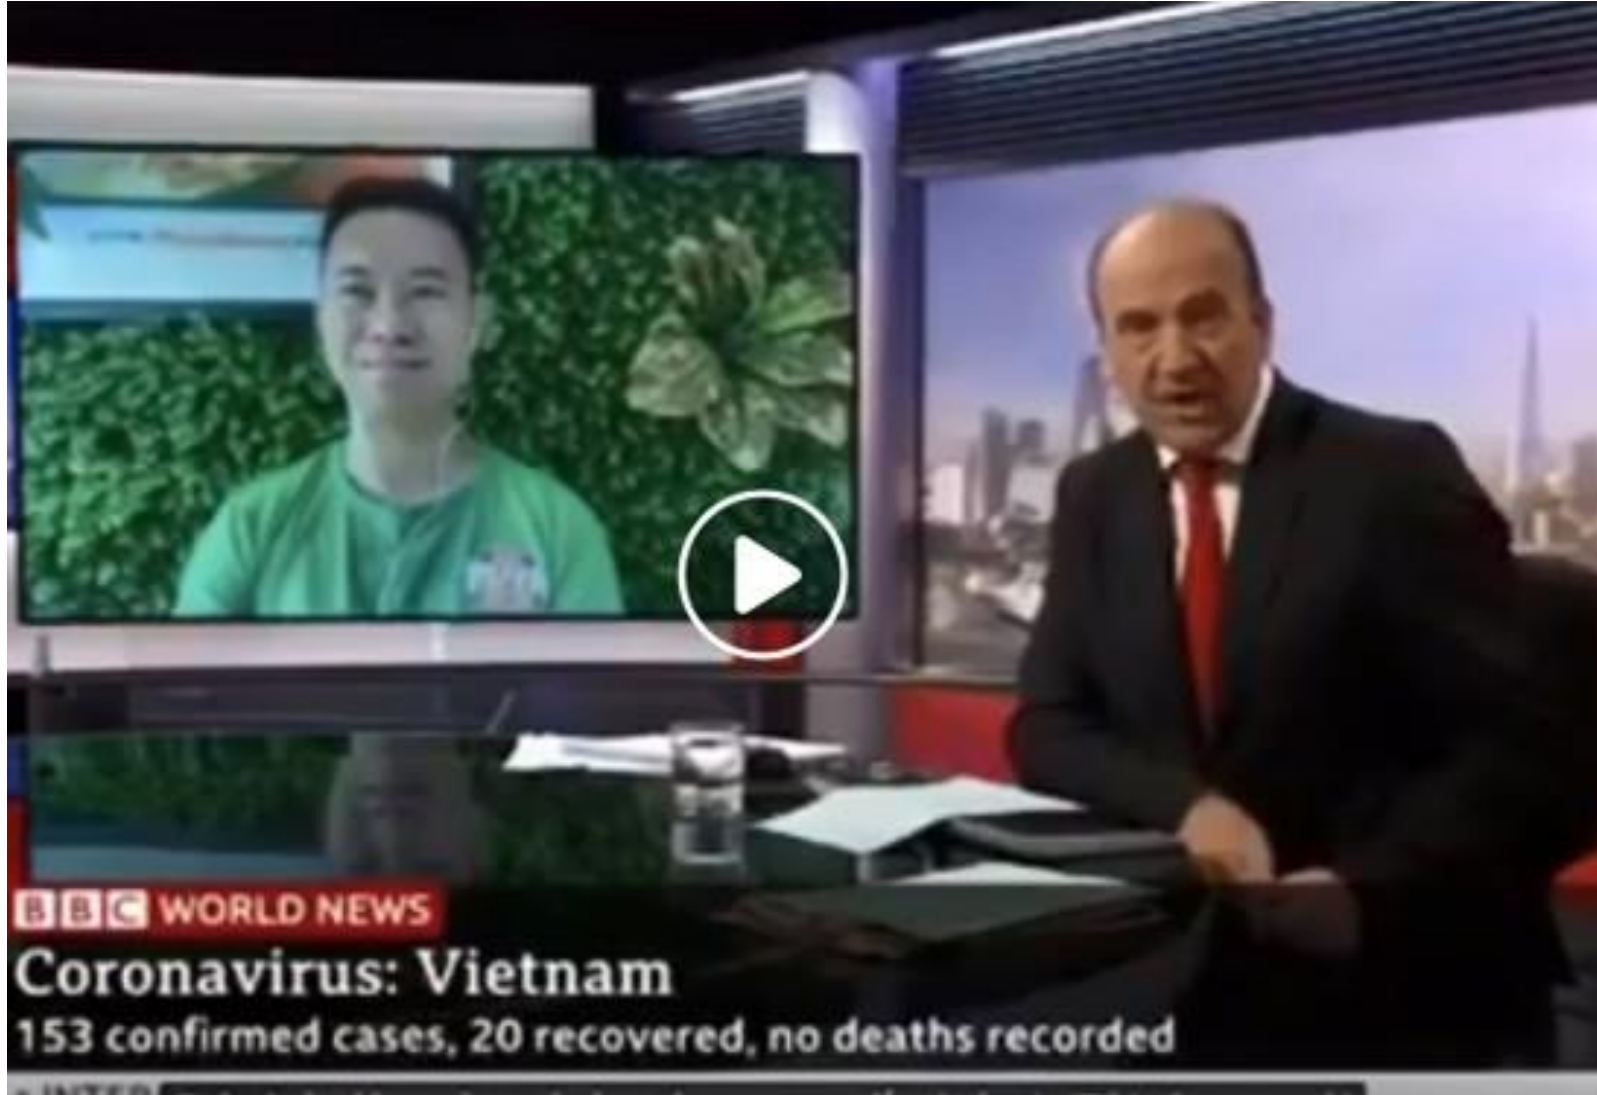 BBC WORLD NEWS
Coronavirus: Vietnam
153 confirmed cases, 20 recovered, no deaths recorded